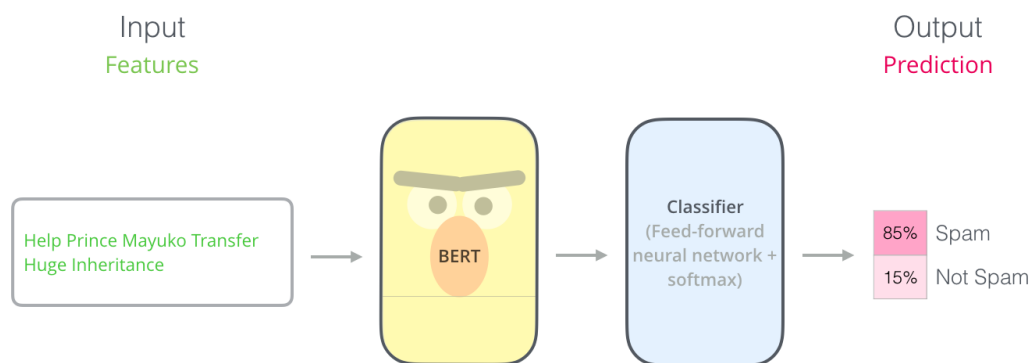 Input
Features
Output
Prediction
Help Prince Mayuko Transfer
Huge Inheritance
BERT
Classifier
(Feed-forward
neural network +
softmax)
85% Spam
15% Not Spam